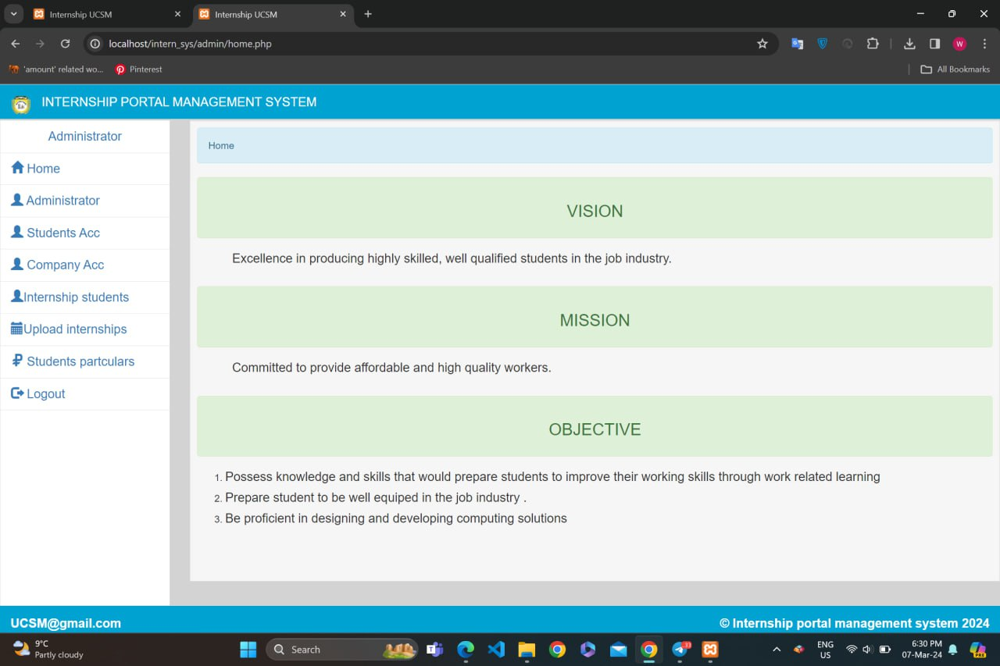 Internship UCSM
Internship UCSM
localhost/intern_sys/admin/home.php
W
'amount' related wo...
Pinterest
All Bookmarks
INTERNSHIP PORTAL MANAGEMENT SYSTEM
Administrator
Home
Administrator
Students Acc
Company Acc
Internship students
Upload internships
Students partculars
Logout
Home
VISION
Excellence in producing highly skilled, well qualified students in the job industry.
MISSION
Committed to provide affordable and high quality workers.
OBJECTIVE
1. Possess knowledge and skills that would prepare students to improve their working skills through work related learning
2. Prepare student to be well equiped in the job industry .
3. Be proficient in designing and developing computing solutions
UCSM@gmail.com
© Internship portal management system 2024
9°C
Partly cloudy
Search
ENG
US
6:30 PM
07-Mar-24
PRE